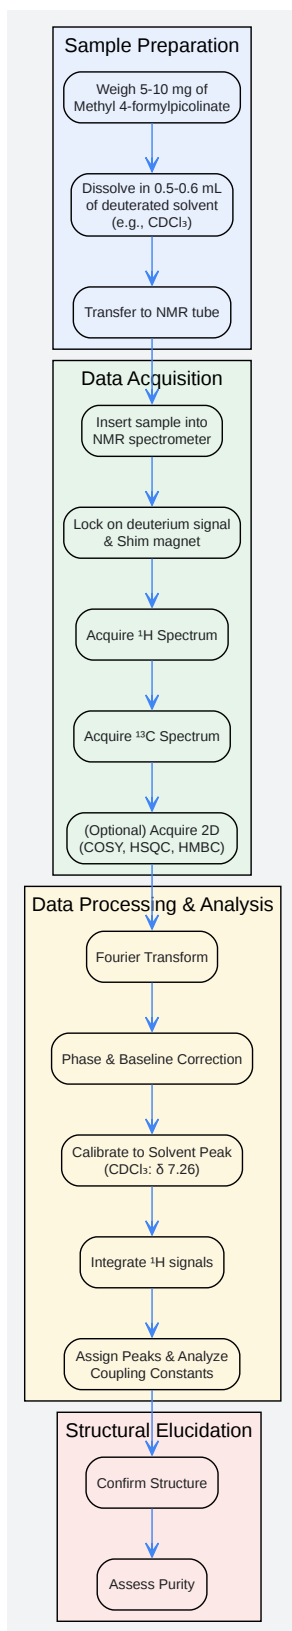 Sample Preparation
Weigh 5-10 mg of
Methyl 4-formylpicolinate
Dissolve in 0.5-0.6 mL
of deuterated solvent
(e.g., CDCl₃)
Transfer to NMR tube
Data Acquisition
Insert sample into
NMR spectrometer
Lock on deuterium signal
& Shim magnet
Acquire ¹H Spectrum
Acquire ¹³C Spectrum
(Optional) Acquire 2D
(COSY, HSQC, HMBC)
Data Processing & Analysis
Fourier Transform
Phase & Baseline Correction
Calibrate to Solvent Peak
(CDCl₃: δ 7.26)
Integrate ¹H signals
Assign Peaks & Analyze
Coupling Constants
Structural Elucidation
Confirm Structure
Assess Purity